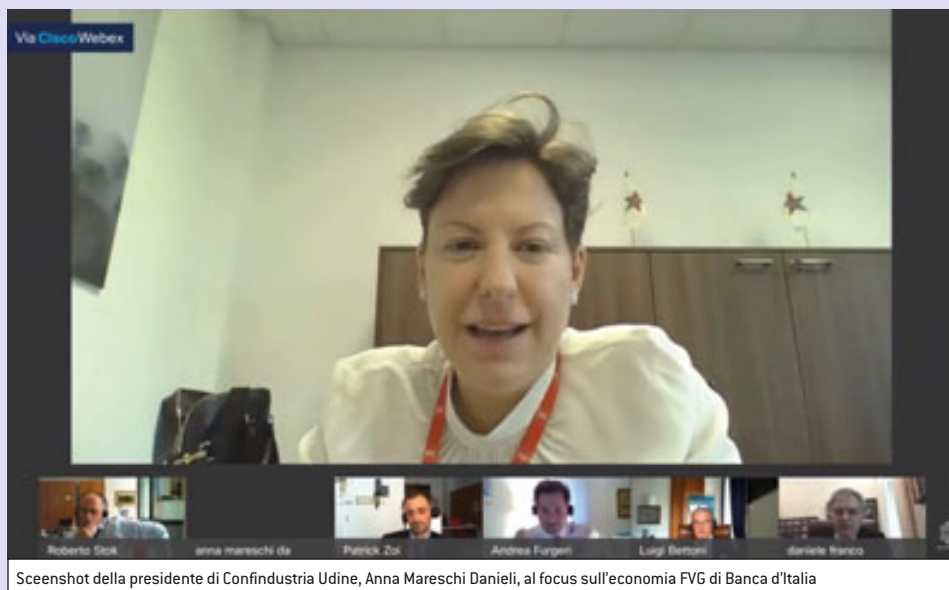 Via Cisco Webex
Roberto Stok
anna mareschi da
Patrick Zoi
Andrea Furgeri
Luigi Bettoni
daniele franco
Sceenshot della presidente di Confindustria Udine, Anna Mareschi Danieli, al focus sull'economia FVG di Banca d'Italia